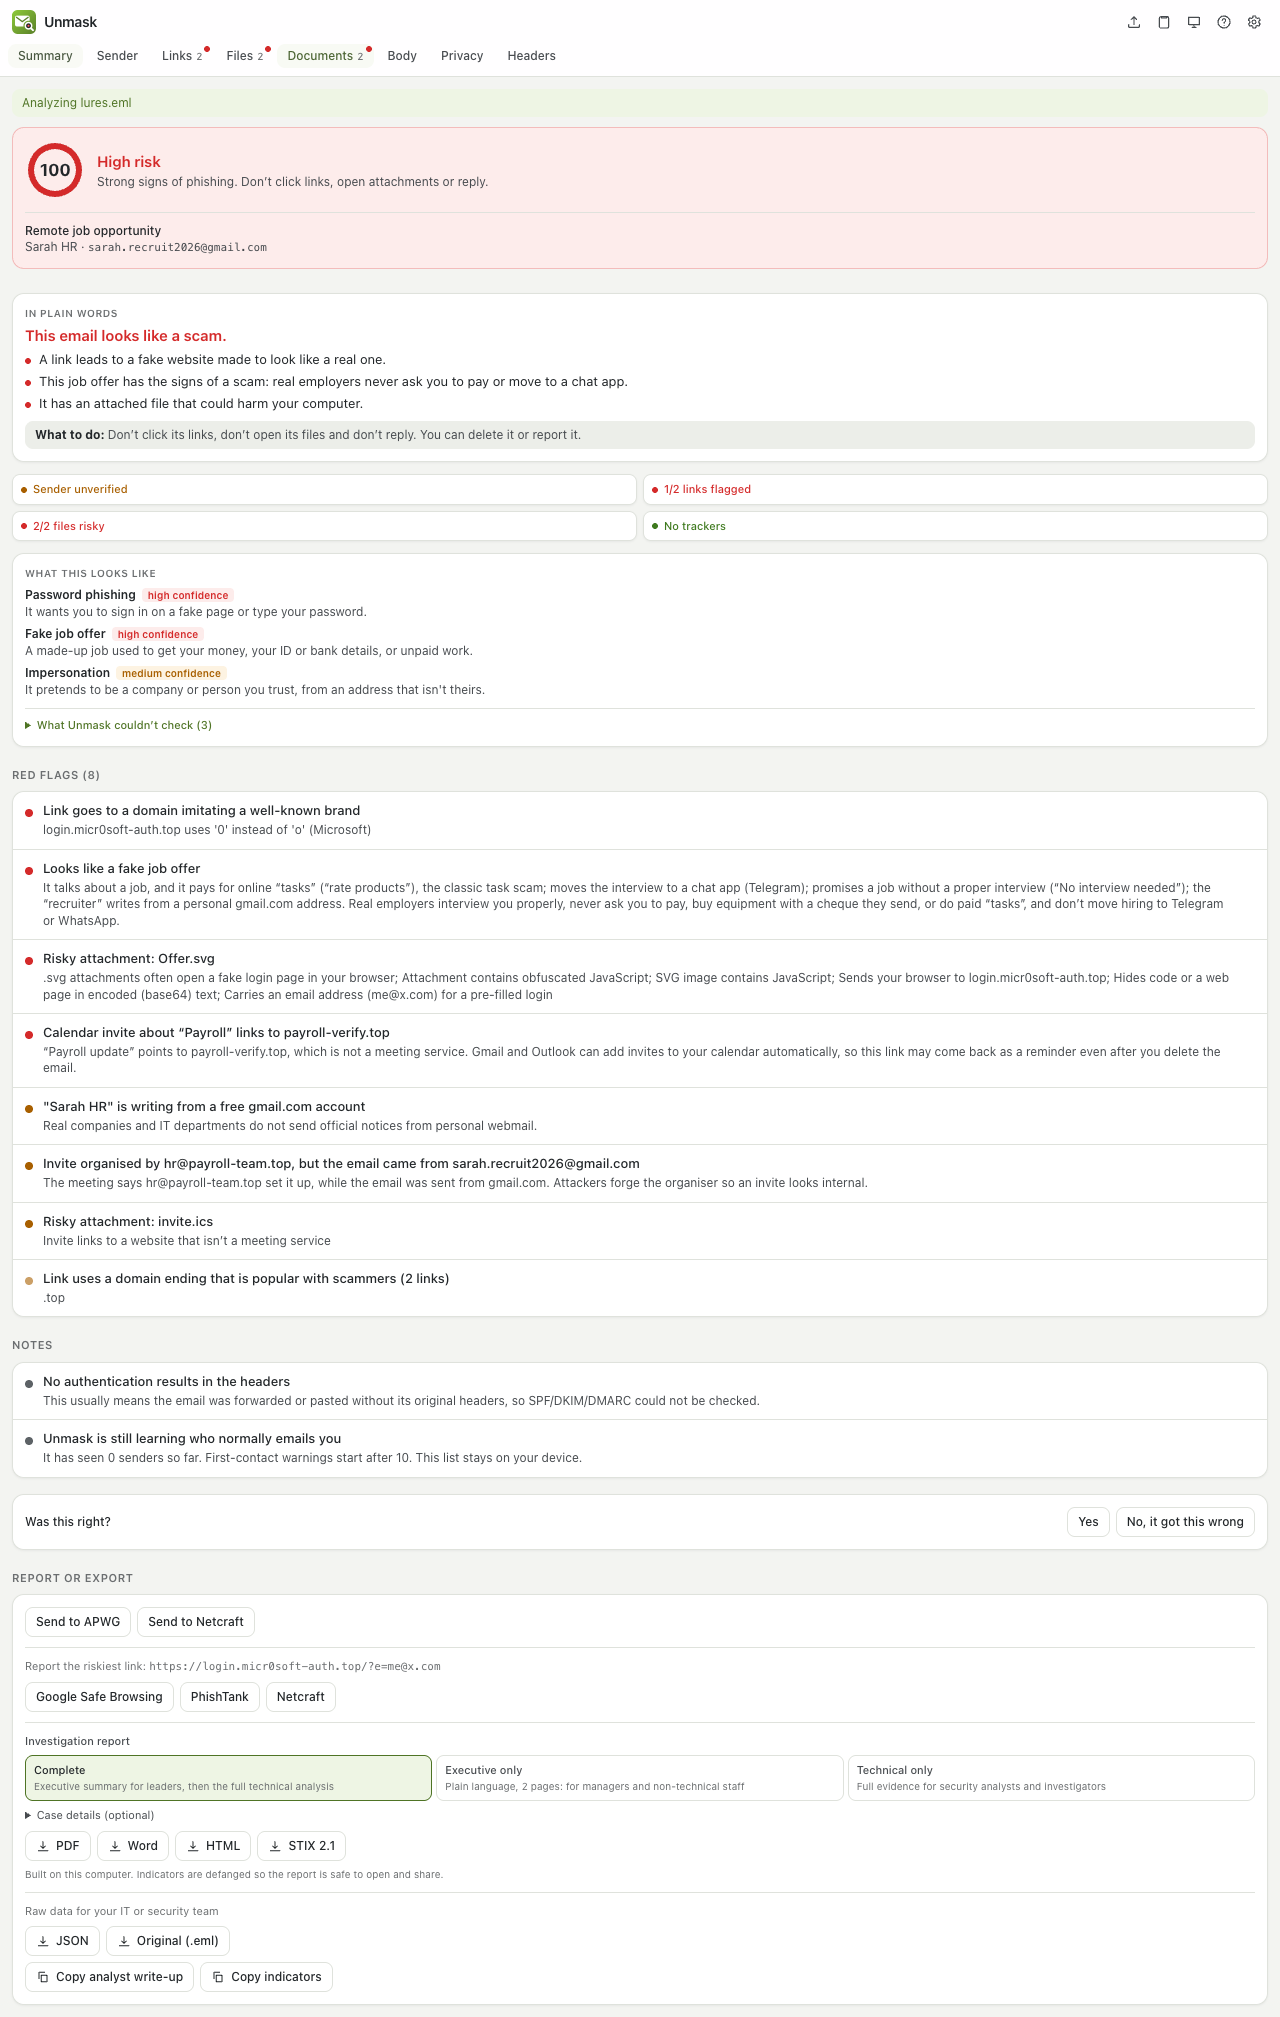 Unmask
Summary Sender Links 2 Files 2 Documents 2 Body Privacy Headers
Analyzing lures.eml
100
High risk
Strong signs of phishing. Don’t click links, open attachments or reply.
Remote job opportunity
Sarah HR · sarah.recruit2026@gmail.com
IN PLAIN WORDS
This email looks like a scam.
A link leads to a fake website made to look like a real one.
This job offer has the signs of a scam: real employers never ask you to pay or move to a chat app.
It has an attached file that could harm your computer.
What to do: Don’t click its links, don’t open its files and don’t reply. You can delete it or report it.
Sender unverified
1/2 links flagged
2/2 files risky
No trackers
WHAT THIS LOOKS LIKE
Password phishing high confidence
It wants you to sign in on a fake page or type your password.
Fake job offer high confidence
A made-up job used to get your money, your ID or bank details, or unpaid work.
Impersonation medium confidence
It pretends to be a company or person you trust, from an address that isn't theirs.
What Unmask couldn’t check (3)
RED FLAGS (8)
Link goes to a domain imitating a well-known brand
login.micr0soft-auth.top uses '0' instead of 'o' (Microsoft)
Looks like a fake job offer
It talks about a job, and it pays for online “tasks” (“rate products”), the classic task scam; moves the interview to a chat app (Telegram); promises a job without a proper interview (“No interview needed”); the
“recruiter” writes from a personal gmail.com address. Real employers interview you properly, never ask you to pay, buy equipment with a cheque they send, or do paid “tasks”, and don’t move hiring to Telegram
or WhatsApp.
Risky attachment: Offer.svg
.svg attachments often open a fake login page in your browser; Attachment contains obfuscated JavaScript; SVG image contains JavaScript; Sends your browser to login.micr0soft-auth.top; Hides code or a web
page in encoded (base64) text; Carries an email address (me@x.com) for a pre-filled login
Calendar invite about “Payroll” links to payroll-verify.top
“Payroll update” points to payroll-verify.top, which is not a meeting service. Gmail and Outlook can add invites to your calendar automatically, so this link may come back as a reminder even after you delete the
email.
"Sarah HR" is writing from a free gmail.com account
Real companies and IT departments do not send official notices from personal webmail.
Invite organised by hr@payroll-team.top, but the email came from sarah.recruit2026@gmail.com
The meeting says hr@payroll-team.top set it up, while the email was sent from gmail.com. Attackers forge the organiser so an invite looks internal.
Risky attachment: invite.ics
Invite links to a website that isn’t a meeting service
Link uses a domain ending that is popular with scammers (2 links)
.top
NOTES
No authentication results in the headers
This usually means the email was forwarded or pasted without its original headers, so SPF/DKIM/DMARC could not be checked.
Unmask is still learning who normally emails you
It has seen 0 senders so far. First-contact warnings start after 10. This list stays on your device.
Was this right?
Yes
No, it got this wrong
REPORT OR EXPORT
Send to APWG
Send to Netcraft
Report the riskiest link: https://login.micr0soft-auth.top/?e=me@x.com
Google Safe Browsing
PhishTank
Netcraft
Investigation report
Complete
Executive summary for leaders, then the full technical analysis
Executive only
Plain language, 2 pages: for managers and non-technical staff
Technical only
Full evidence for security analysts and investigators
Case details (optional)
PDF
Word
HTML
STIX 2.1
Built on this computer. Indicators are defanged so the report is safe to open and share.
Raw data for your IT or security team
JSON
Original (.eml)
Copy analyst write-up
Copy indicators